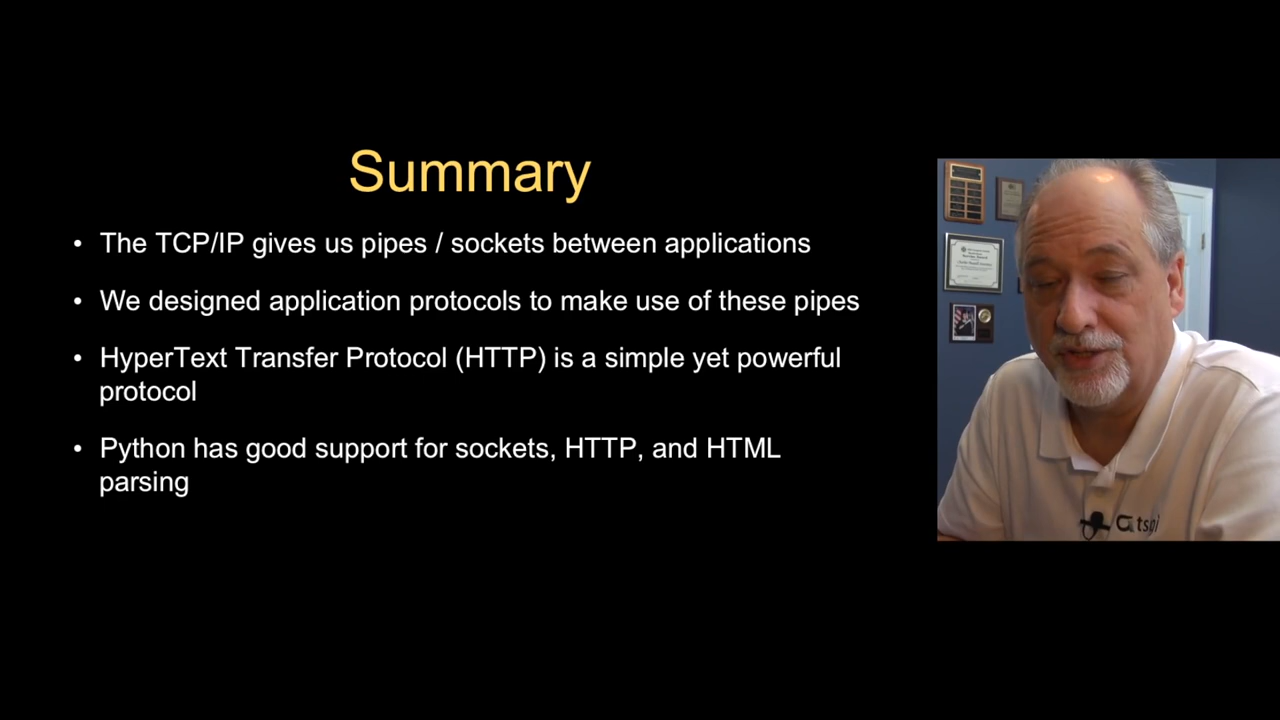 Summary
• The TCP/IP gives us pipes / sockets between applications
• We designed application protocols to make use of these pipes
• HyperText Transfer Protocol (HTTP) is a simple yet powerful
protocol
• Python has good support for sockets, HTTP, and HTML
parsing